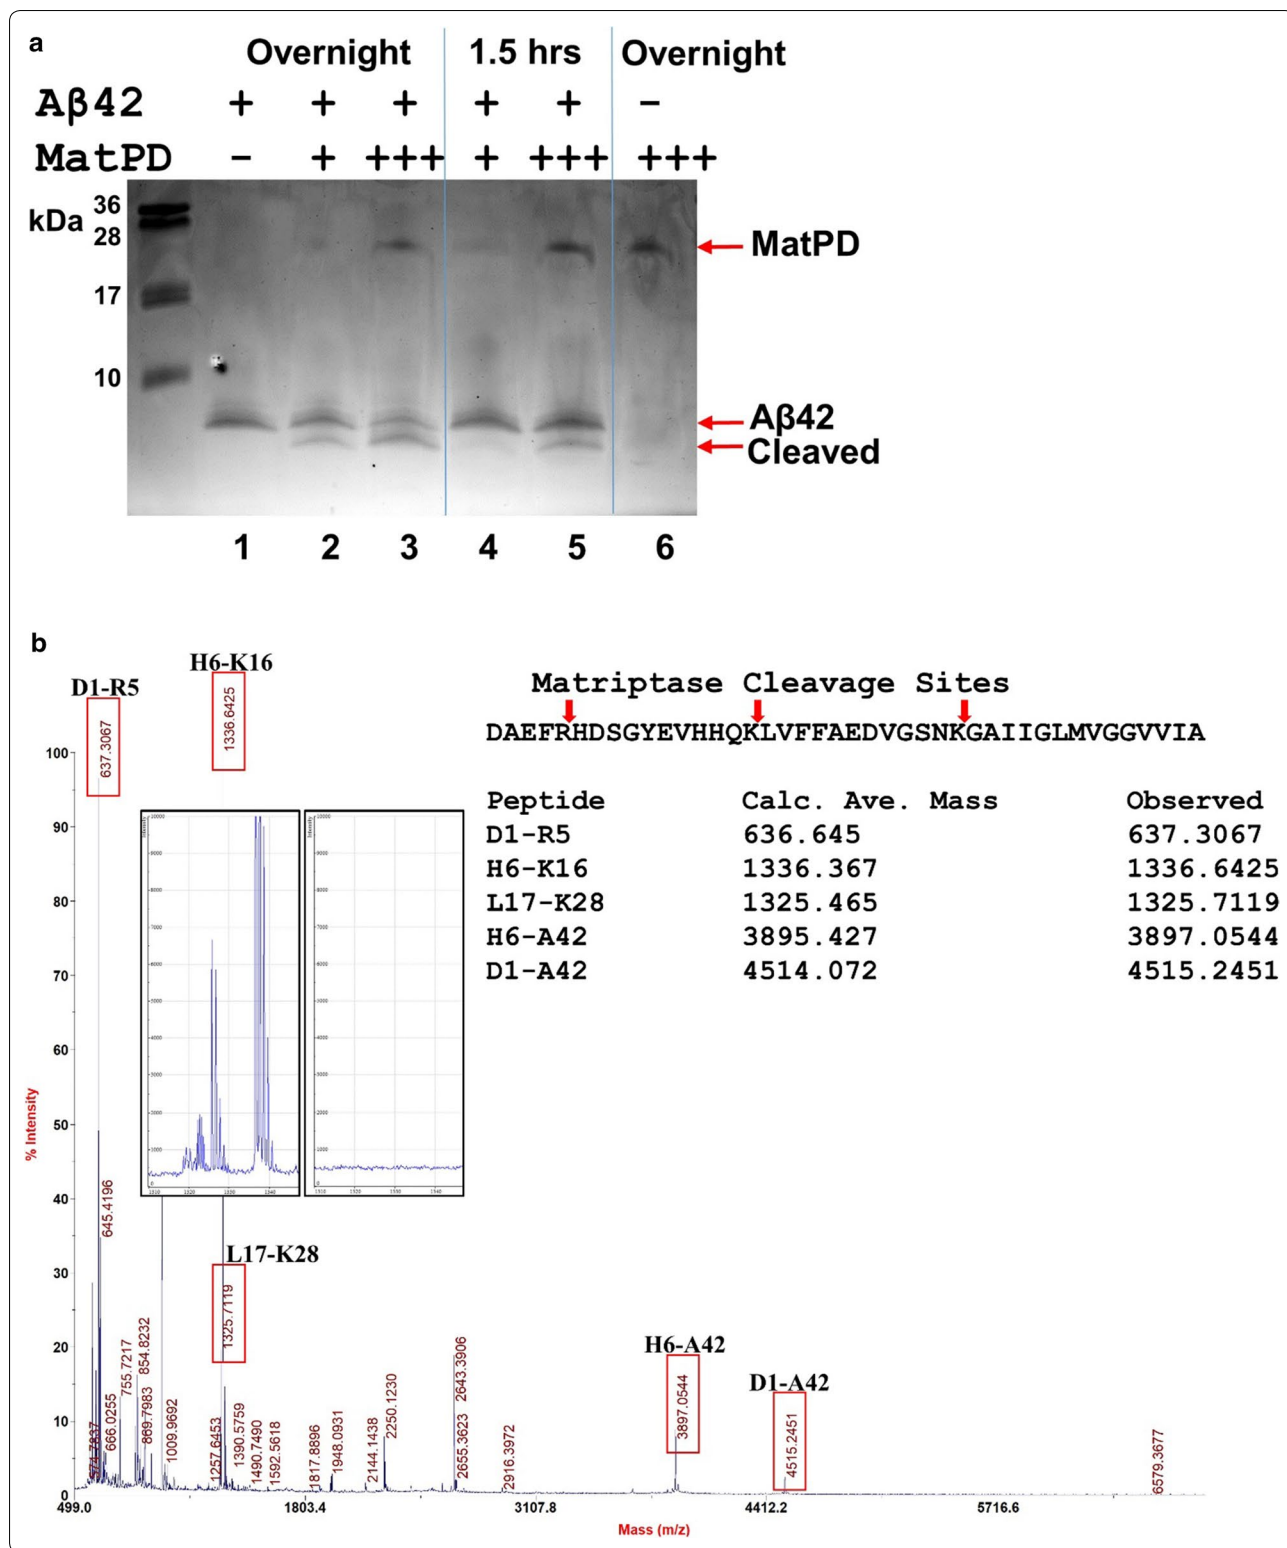 a
Overnight 1.5 hrs Overnight
Aβ42 + + + + + −
MatPD − + +++ + +++ +++
kDa
36
28
17
10
MatPD
Aβ42
Cleaved
1 2 3 4 5 6
b
D1-R5
637.3067
H6-K16
1336.6425
Matriptase Cleavage Sites
DAEFRHDSGYEVHHQKLVFFAEDVGSNKGAIIGLMVGGVVIA
Peptide Calc. Ave. Mass Observed
D1-R5 636.645 637.3067
H6-K16 1336.367 1336.6425
L17-K28 1325.465 1325.7119
H6-A42 3895.427 3897.0544
D1-A42 4514.072 4515.2451
% Intensity
100
90
80
70
60
50
40
30
20
10
0
645.4196
666.0255
755.7217
854.8232
869.7983
1009.9692
1257.6453
L17-K28
1325.7119
1390.5759
1490.7490
1592.5618
1817.8896
1948.0931
2144.1438
2250.1230
2643.3906
2655.3623
2916.3972
H6-A42
3897.0544
D1-A42
4515.2451
6579.3677
499.0 1803.4 3107.8 4412.2 5716.6
Mass (m/z)